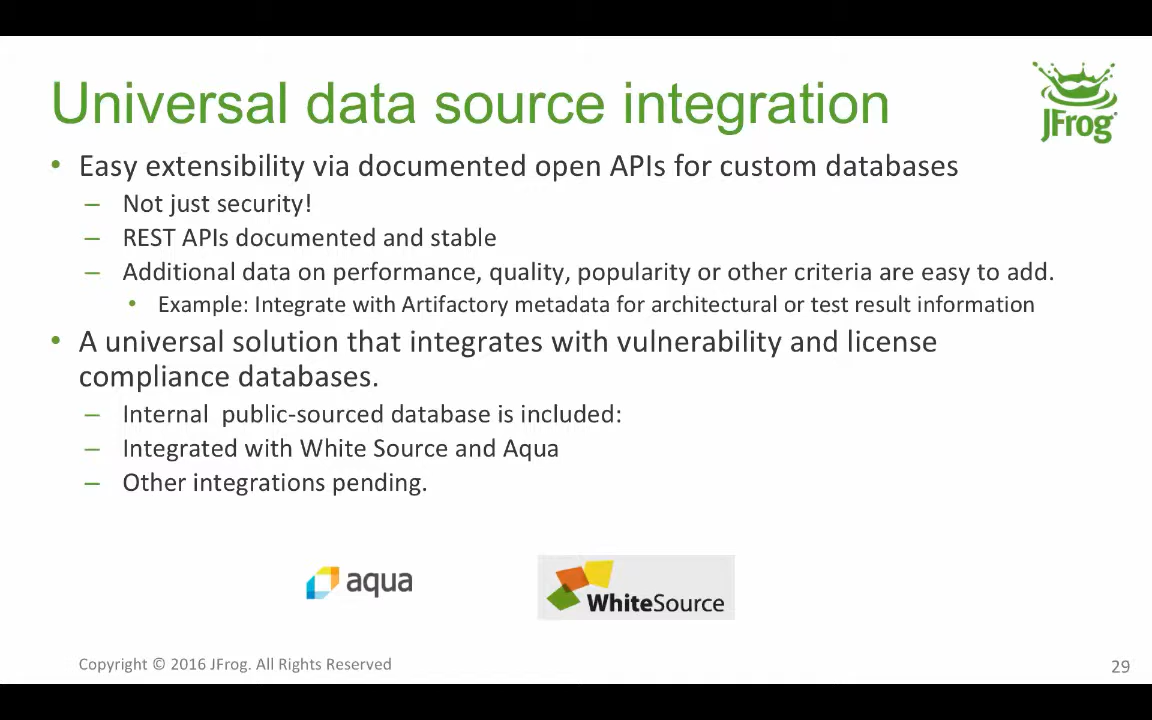 Universal data source integration
JFrog
• Easy extensibility via documented open APIs for custom databases
– Not just security!
– REST APIs documented and stable
– Additional data on performance, quality, popularity or other criteria are easy to add.
• Example: Integrate with Artifactory metadata for architectural or test result information
• A universal solution that integrates with vulnerability and license
compliance databases.
– Internal  public-sourced database is included:
– Integrated with White Source and Aqua
– Other integrations pending.
aqua
WhiteSource
Copyright © 2016 JFrog. All Rights Reserved
29